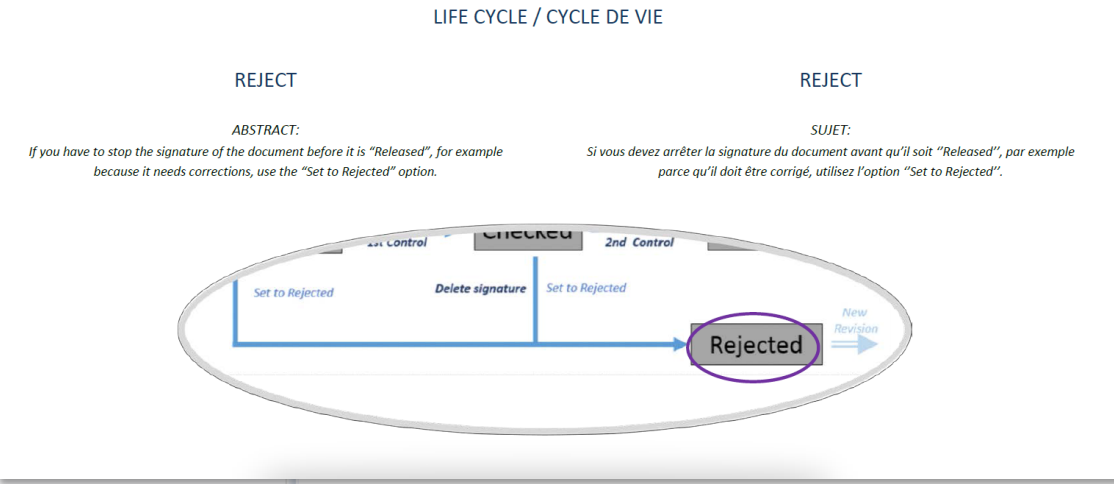 LIFE CYCLE / CYCLE DE VIE
REJECT
ABSTRACT:
If you have to stop the signature of the document before it is “Released”, for example
because it needs corrections, use the “Set to Rejected” option.
REJECT
SUJET:
Si vous devez arrêter la signature du document avant qu’il soit ‘’Released’’, par exemple
parce qu’il doit être corrigé, utilisez l’option ‘’Set to Rejected’’.
1st Control
Checked
2nd Control
Set to Rejected
Delete signature
Set to Rejected
Rejected
New
Revision